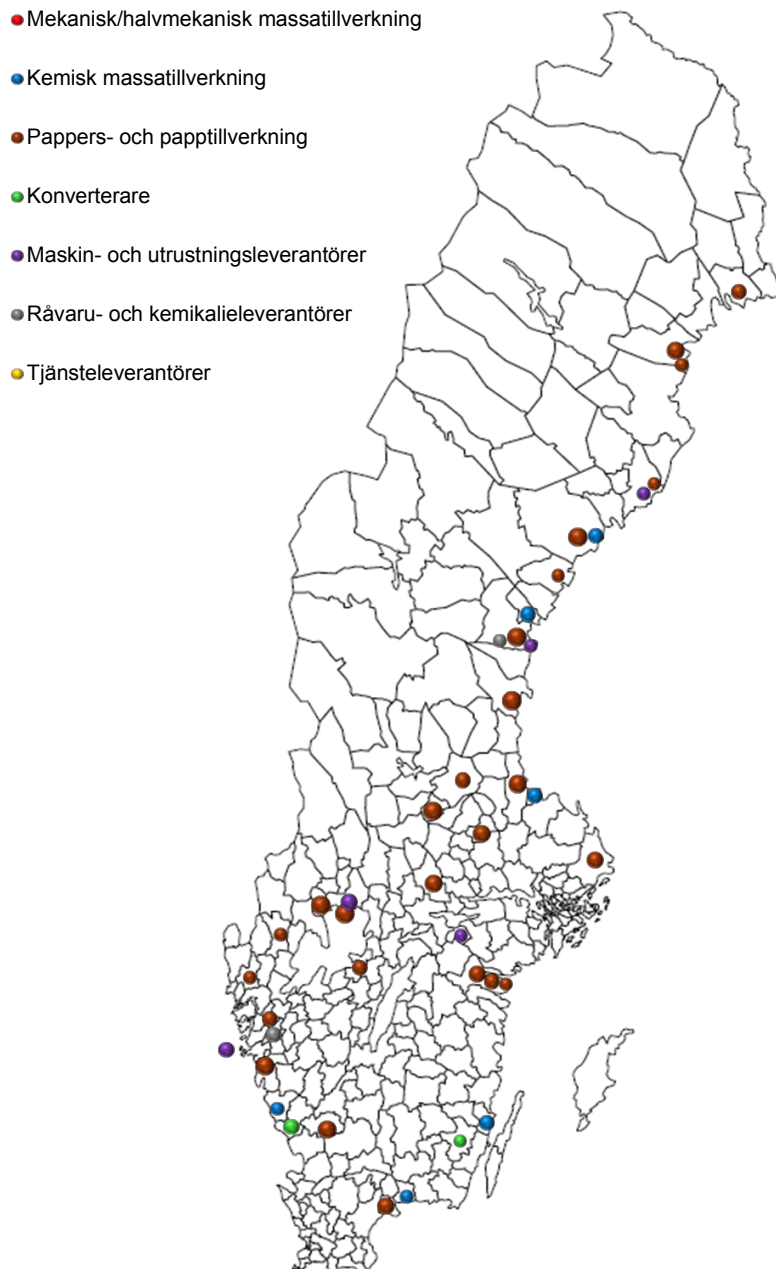 Mekanisk/halvmekanisk massatillverkning
Kemisk massatillverkning
Pappers- och papptillverkning
Konverterare
Maskin- och utrustningsleverantörer
Råvaru- och kemikalieleverantörer
Tjänsteleverantörer